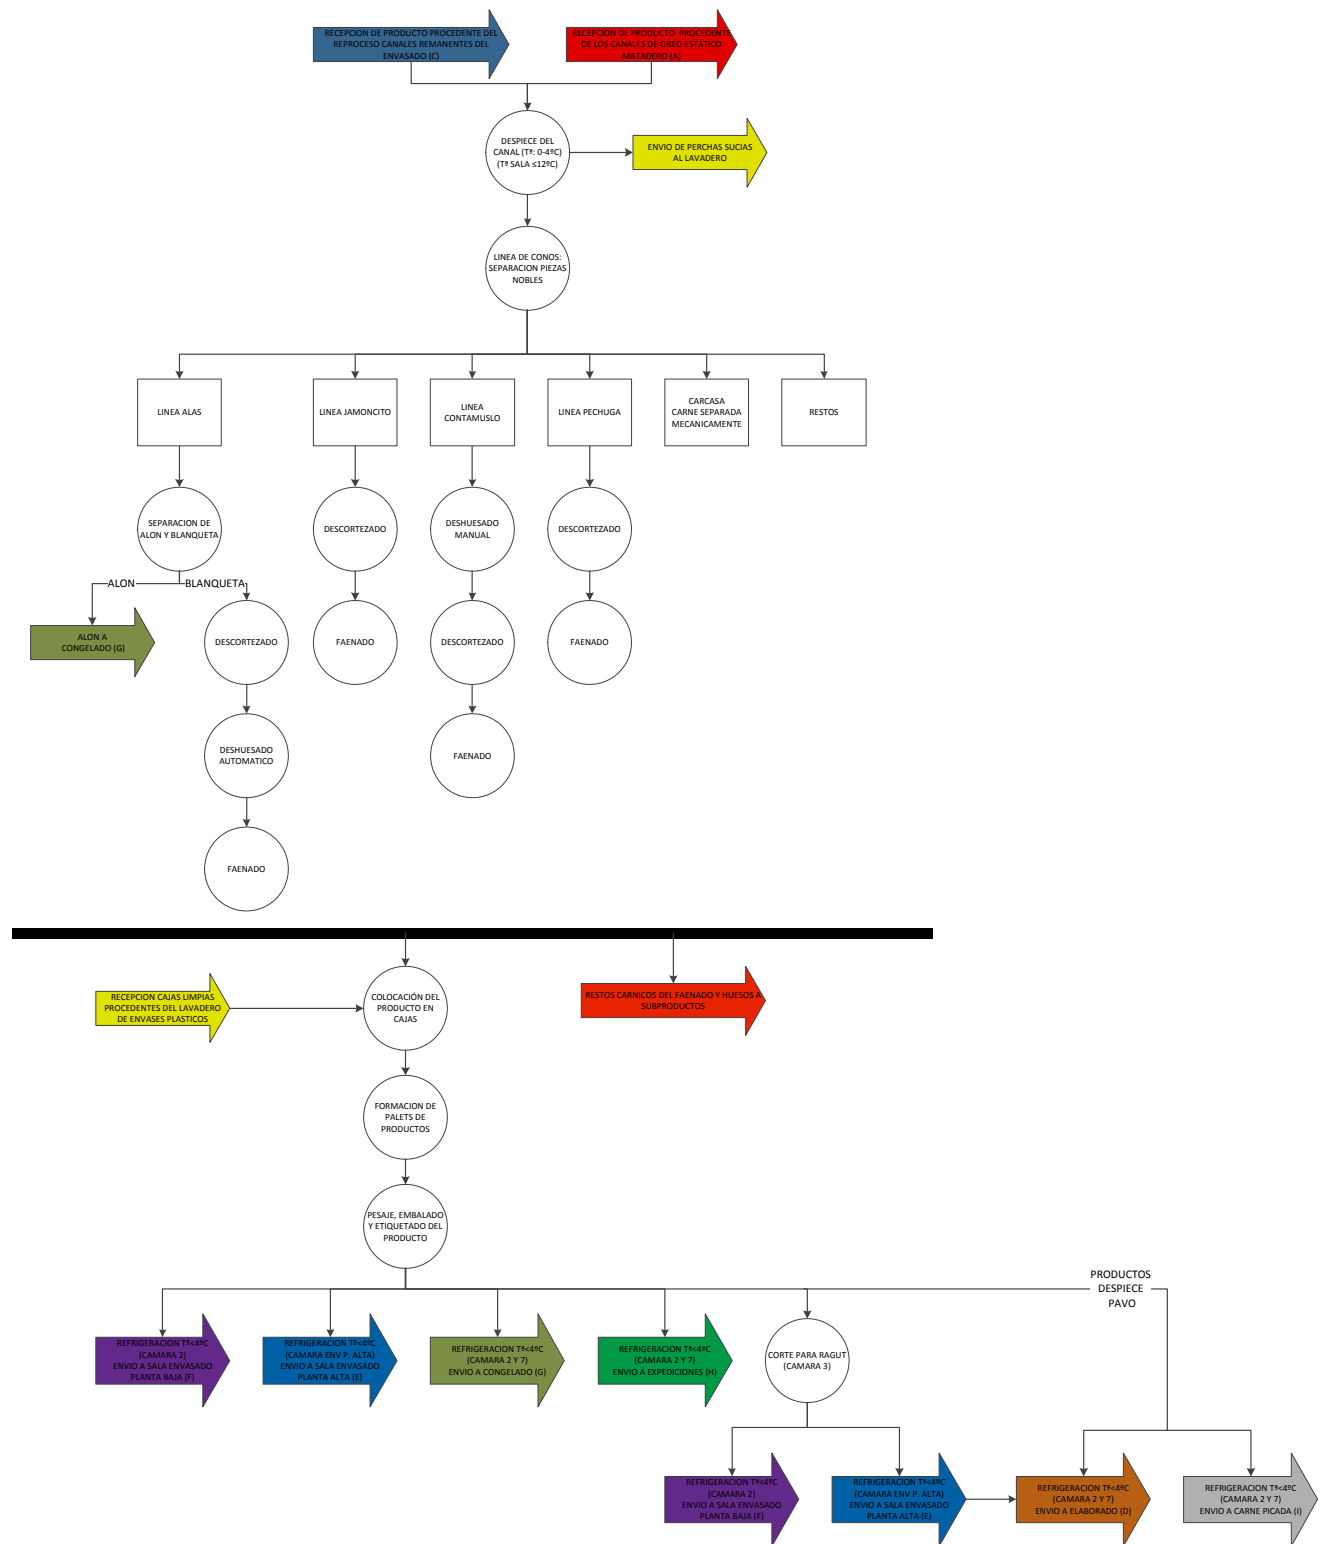 RECEPCION DE PRODUCTO PROCEDENTE DEL
REPROCESO CANALES REMANENTES DEL
ENVASADO (C)
RECEPCION DE PRODUCTO PROCEDENTE
DE LOS CANALES DE OREO ESTÁTICO
MATADERO (A)
DESPIECE DEL
CANAL (Tª: 0-4ºC)
(Tª SALA ≤12ºC)
ENVIO DE PERCHAS SUCIAS
AL LAVADERO
LINEA DE CONOS:
SEPARACION PIEZAS
NOBLES
LINEA ALAS
LINEA JAMONCITO
LINEA
CONTAMUSLO
LINEA PECHUGA
CARCASA
CARNE SEPARADA
MECANICAMENTE
RESTOS
SEPARACION DE
ALON Y BLANQUETA
DESCORTEZADO
DESHUESADO
MANUAL
DESCORTEZADO
ALON
BLANQUETA
ALON A
CONGELADO (G)
DESCORTEZADO
FAENADO
DESCORTEZADO
FAENADO
DESHUESADO
AUTOMATICO
FAENADO
FAENADO
RECEPCION CAJAS LIMPIAS
PROCEDENTES DEL LAVADERO
DE ENVASES PLASTICOS
COLOCACIÓN DEL
PRODUCTO EN
CAJAS
RESTOS CARNICOS DEL FAENADO Y HUESOS A
SUBPRODUCTOS
FORMACION DE
PALETS DE
PRODUCTOS
PESAJE, EMBALADO
Y ETIQUETADO DEL
PRODUCTO
PRODUCTOS
DESPIECE
PAVO
REFRIGERACION Tª<4ºC
(CAMARA 2)
ENVIO A SALA ENVASADO
PLANTA BAJA (F)
REFRIGERACION Tª<4ºC
(CAMARA ENV P. ALTA)
ENVIO A SALA ENVASADO
PLANTA ALTA (E)
REFRIGERACION Tª<4ºC
(CAMARA 2 Y 7)
ENVIO A CONGELADO (G)
REFRIGERACION Tª<4ºC
(CAMARA 2 Y 7)
ENVIO A EXPEDICIONES (H)
CORTE PARA RAGUT
(CAMARA 3)
REFRIGERACION Tª<4ºC
(CAMARA 2)
ENVIO A SALA ENVASADO
PLANTA BAJA (F)
REFRIGERACION Tª<4ºC
(CAMARA ENV P. ALTA)
ENVIO A SALA ENVASADO
PLANTA ALTA (E)
REFRIGERACION Tª<4ºC
(CAMARA 2 Y 7)
ENVIO A ELABORADO (D)
REFRIGERACION Tª<4ºC
(CAMARA 2 Y 7)
ENVIO A CARNE PICADA (I)